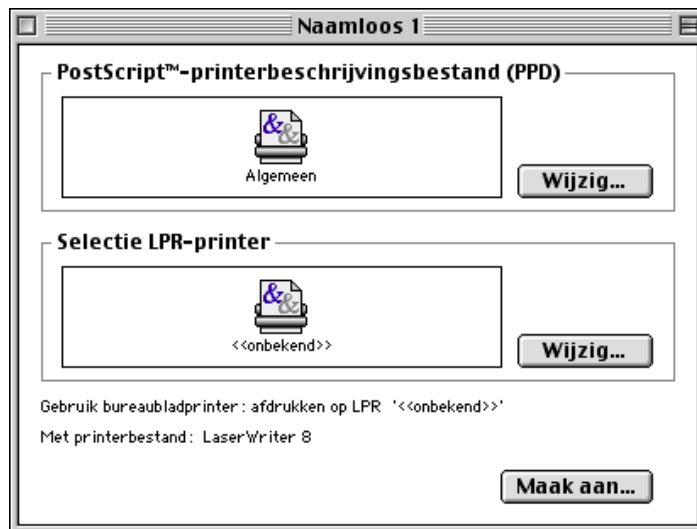 Naamloos 1
PostScript™-printerbeschrijvingsbestand (PPD)
&&
Algemeen
Wijzig...
Selectie LPR-printer
&&
<<onbekend>>
Wijzig...
Gebruik bureaubladprinter: afdrukken op LPR '<<onbekend>>'
Met printerbestand: LaserWriter 8
Maak aan...